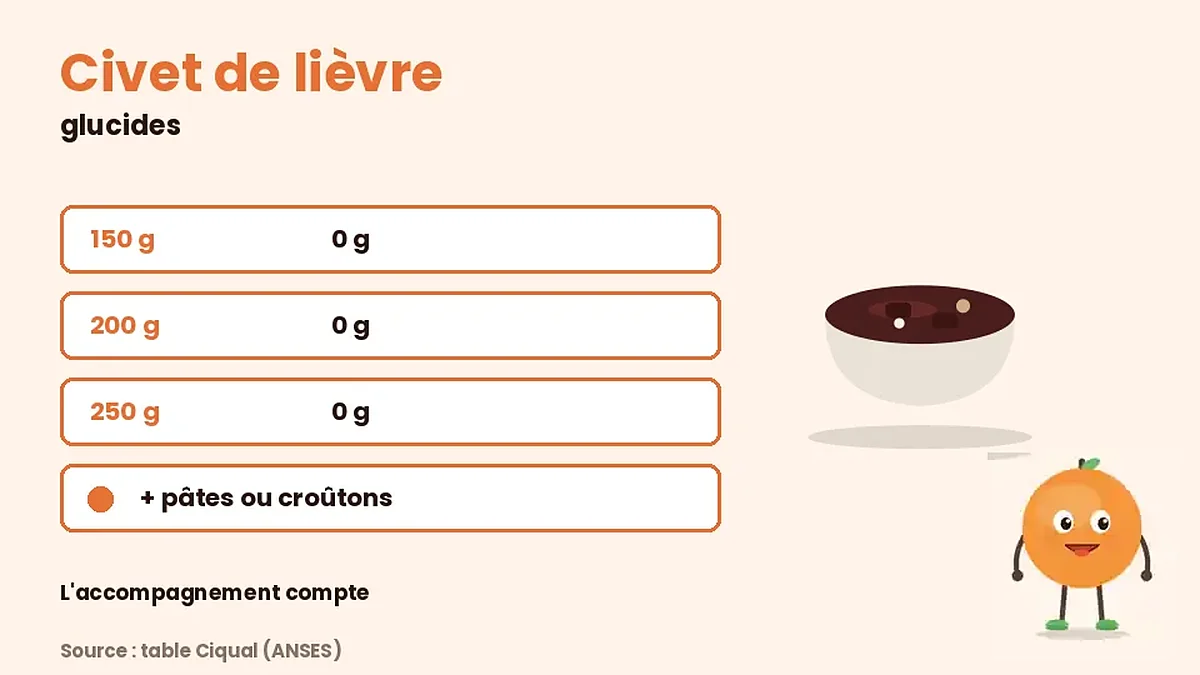 Civet de lièvre
glucides
150 g 0 g
200 g 0 g
250 g 0 g
+ pâtes ou croûtons
L'accompagnement compte
Source : table Ciqual (ANSES)